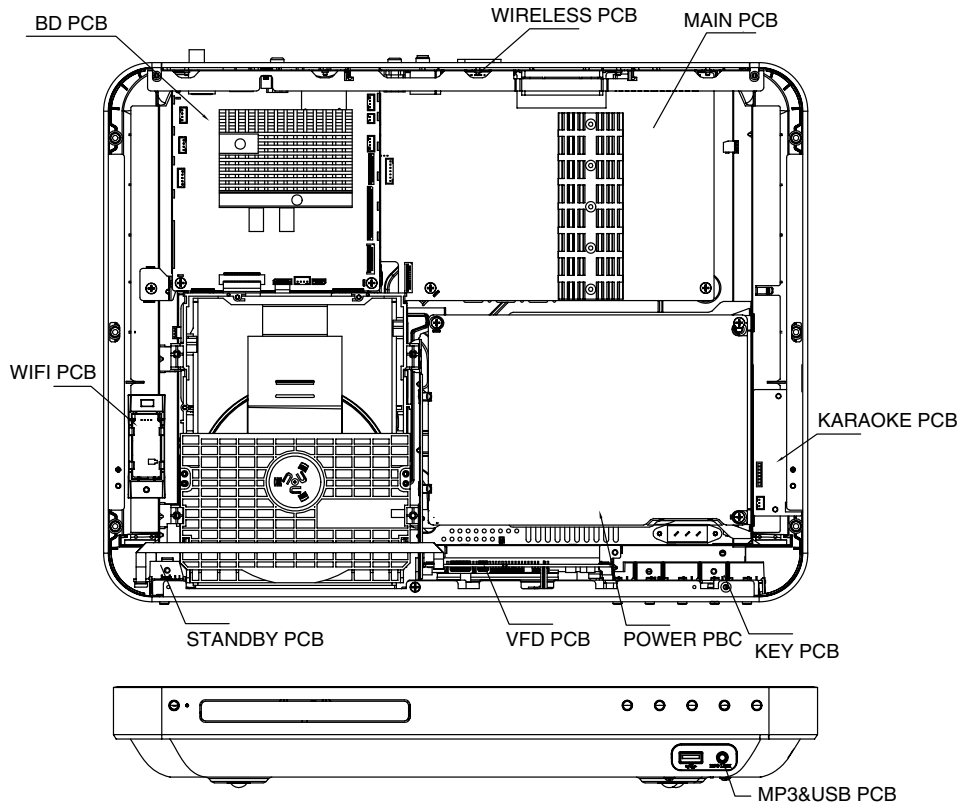 WIRELESS PCB
MAIN PCB
BD PCB
WIFI PCB
KARAOKE PCB
STANDBY PCB
VFD PCB
POWER PBC
KEY PCB
MP3&USB PCB